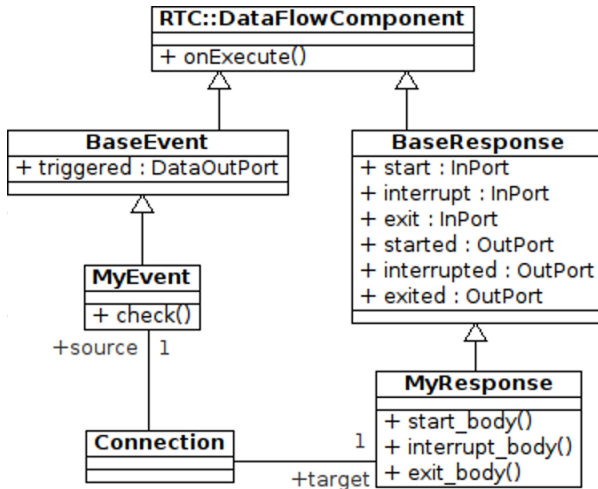 RTC::DataFlowComponent
+ onExecute()
BaseEvent
+ triggered : DataOutPort
BaseResponse
+ start : InPort
+ interrupt : InPort
+ exit : InPort
+ started : OutPort
+ interrupted : OutPort
+ exited : OutPort
MyEvent
+ check()
+source
1
MyResponse
+ start_body()
+ interrupt_body()
+ exit_body()
Connection
1
+target